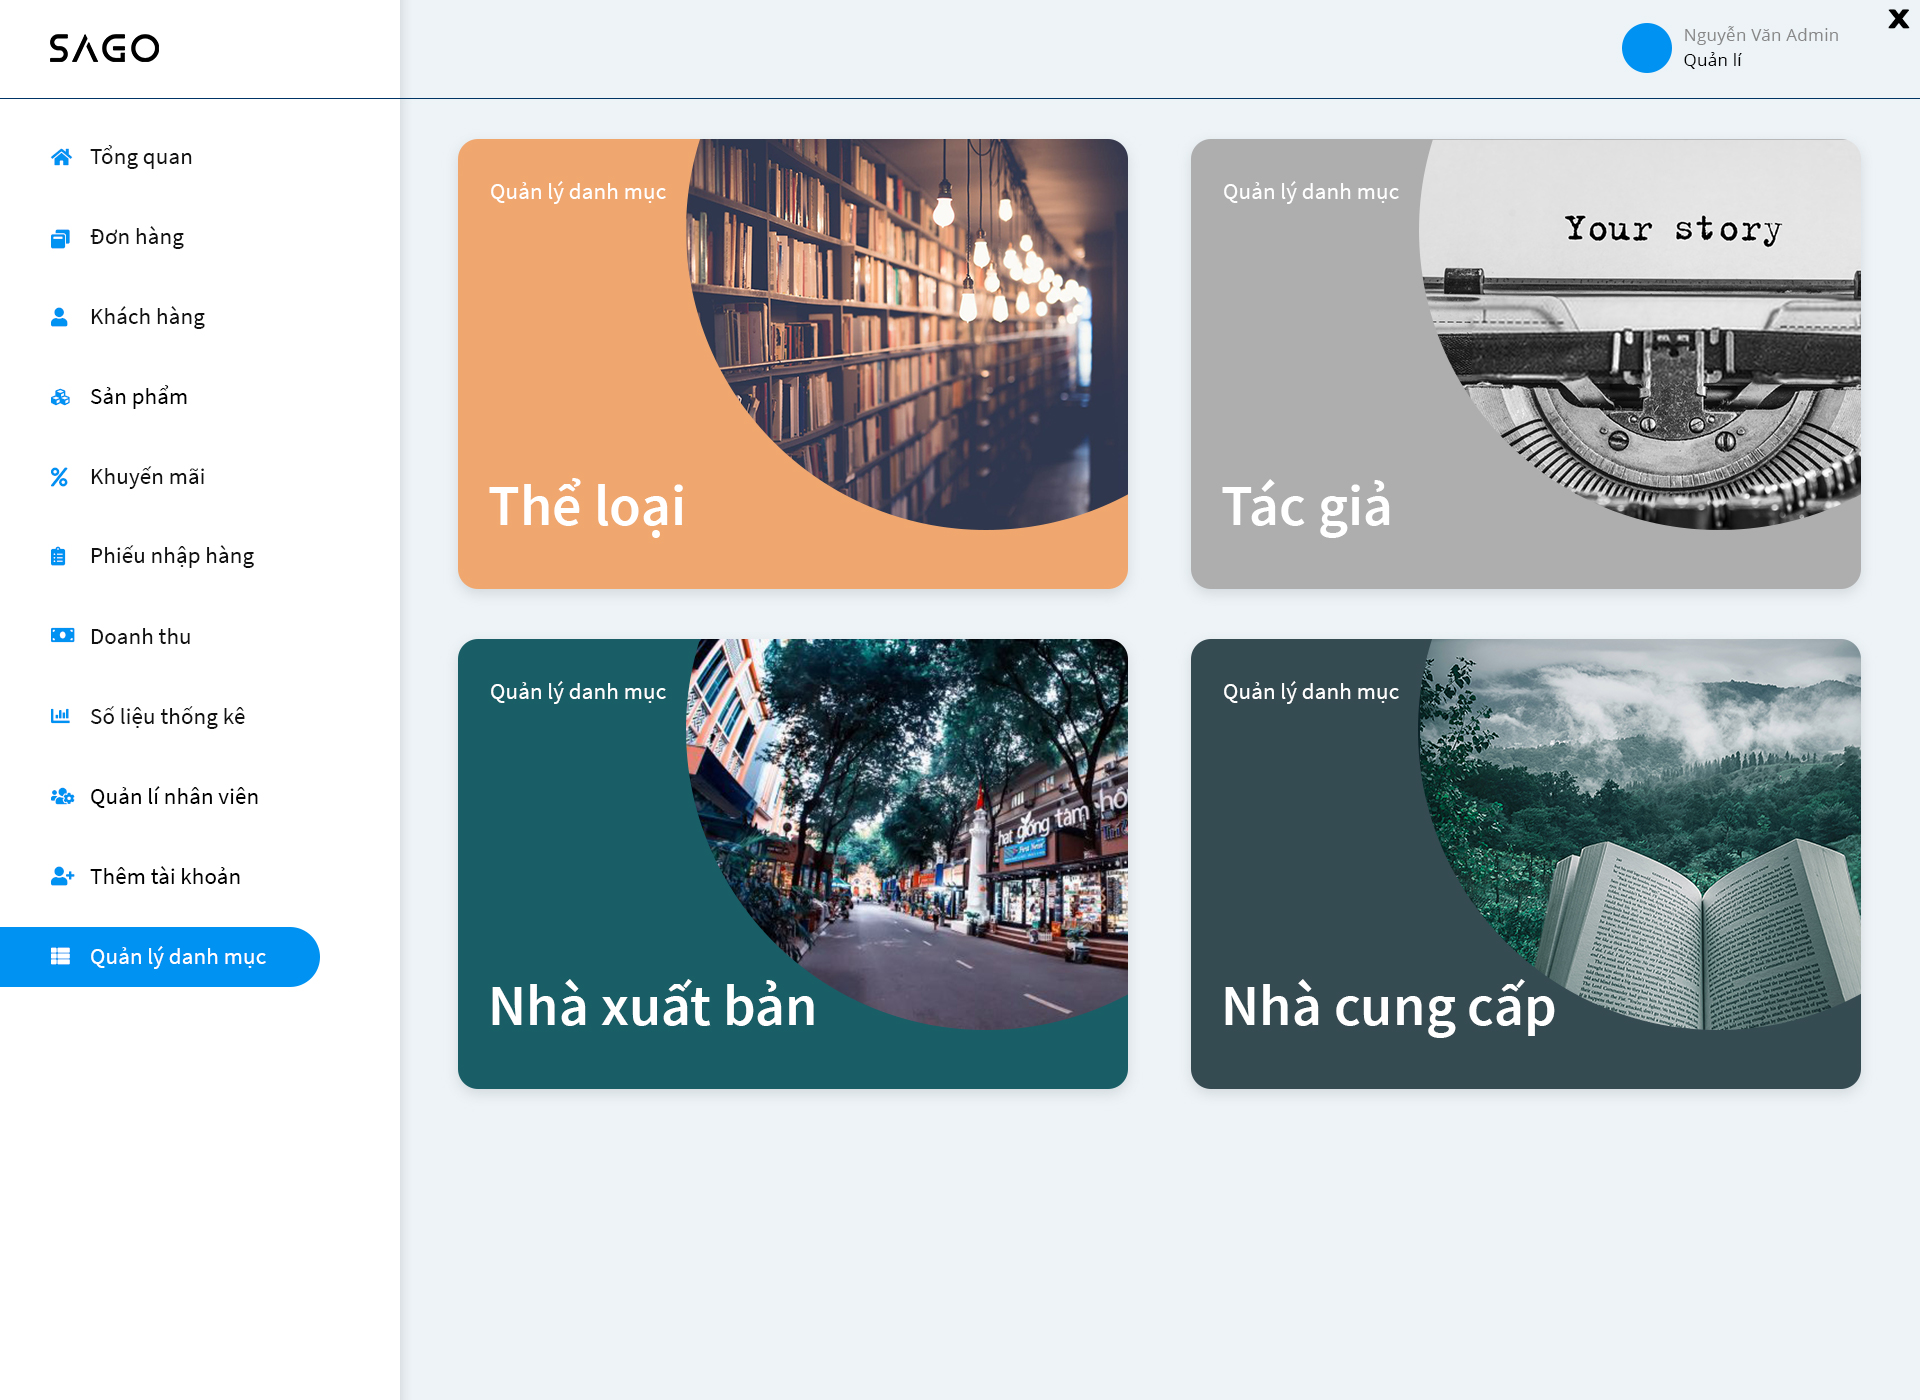 SAGO
Nguyễn Văn Admin
Quản lí
X
Tổng quan
Đơn hàng
Khách hàng
Sản phẩm
Khuyến mãi
Phiếu nhập hàng
Doanh thu
Số liệu thống kê
Quản lí nhân viên
Thêm tài khoản
Quản lý danh mục
Quản lý danh mục
Thể loại
Quản lý danh mục
Your story
Tác giả
Quản lý danh mục
hạt giống tâm hồ
First News
Nhà xuất bản
Quản lý danh mục
Nhà cung cấp